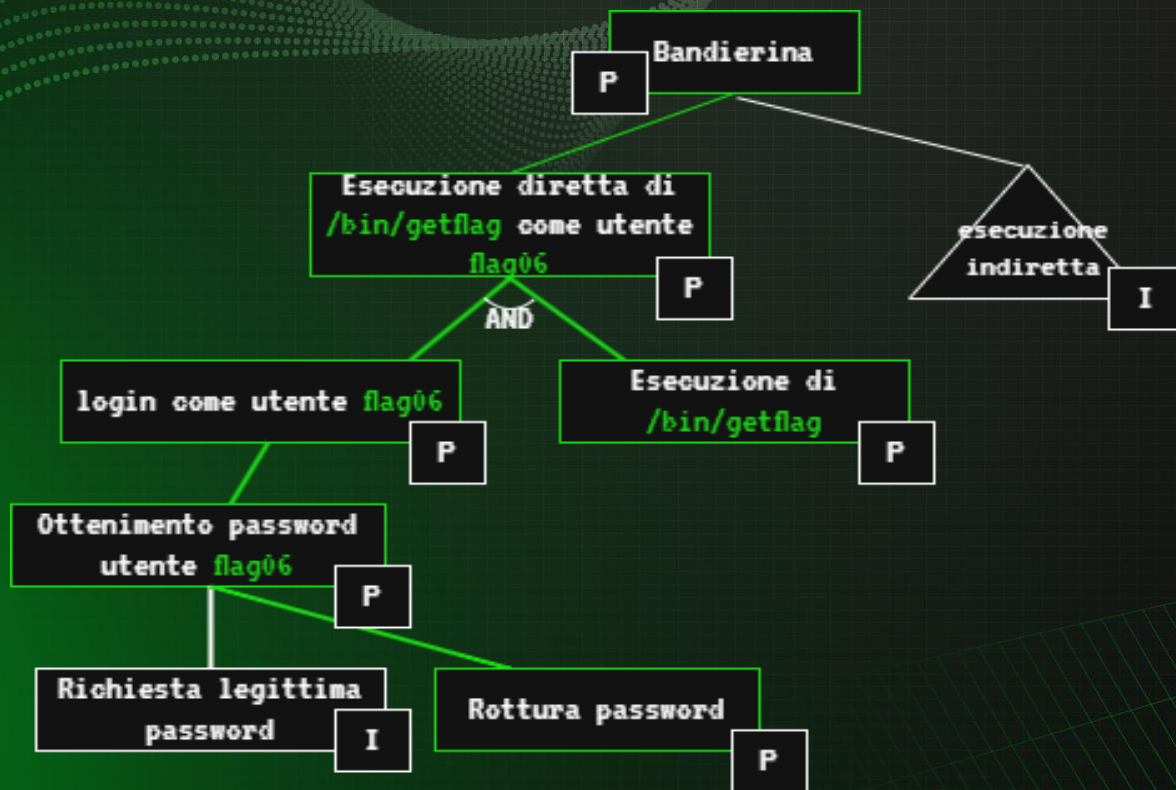 Bandierina
P
Esecuzione diretta di
/bin/getflag come utente
flag06
P
esecuzione
indiretta
I
AND
login come utente flag06
P
Esecuzione di
/bin/getflag
P
Ottenimento password
utente flag06
P
Richiesta legittima
password
I
Rottura password
P